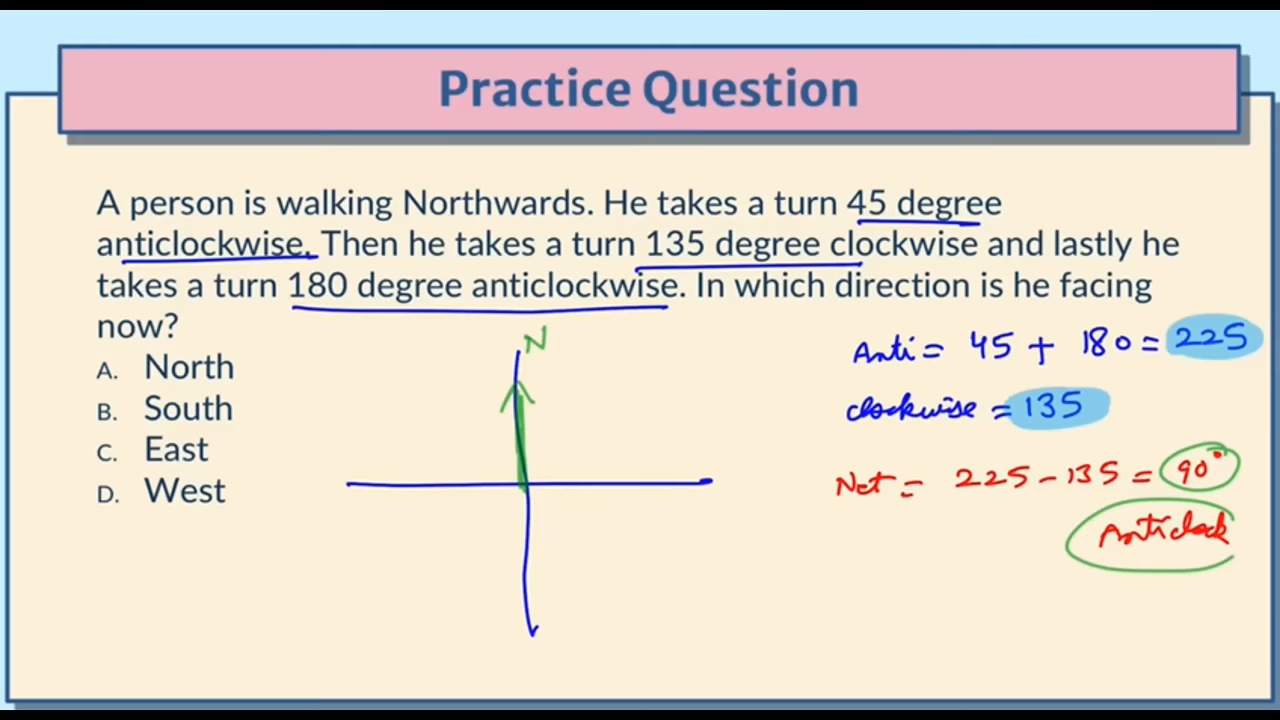 Practice Question
A person is walking Northwards. He takes a turn 45 degree
anticlockwise. Then he takes a turn 135 degree clockwise and lastly he
takes a turn 180 degree anticlockwise. In which direction is he facing
now?
A. North
B. South
C. East
D. West
N
Anti = 45 + 180 = 225
clockwise = 135
Net = 225 - 135 = 90°
Anticlock